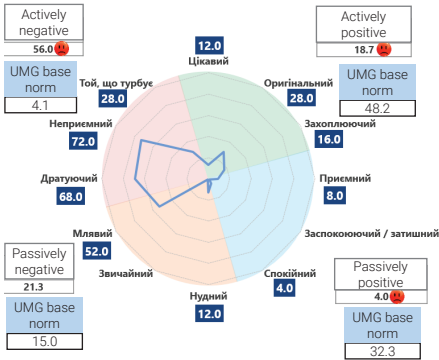 Actively
negative
56.0
UMG base
norm
4.1
12.0
Цікавий
Actively
positive
18.7
UMG base
norm
48.2
Той, що турбує
28.0
Оригінальний
28.0
Неприємний
72.0
Захоплюючий
16.0
Дратуючий
68.0
Приємний
8.0
Млявий
52.0
Заспокоюючий / затишний
Звичайний
Спокійний
4.0
Нудний
12.0
Passively
negative
21.3
UMG base
norm
15.0
Passively
positive
4.0
UMG base
norm
32.3